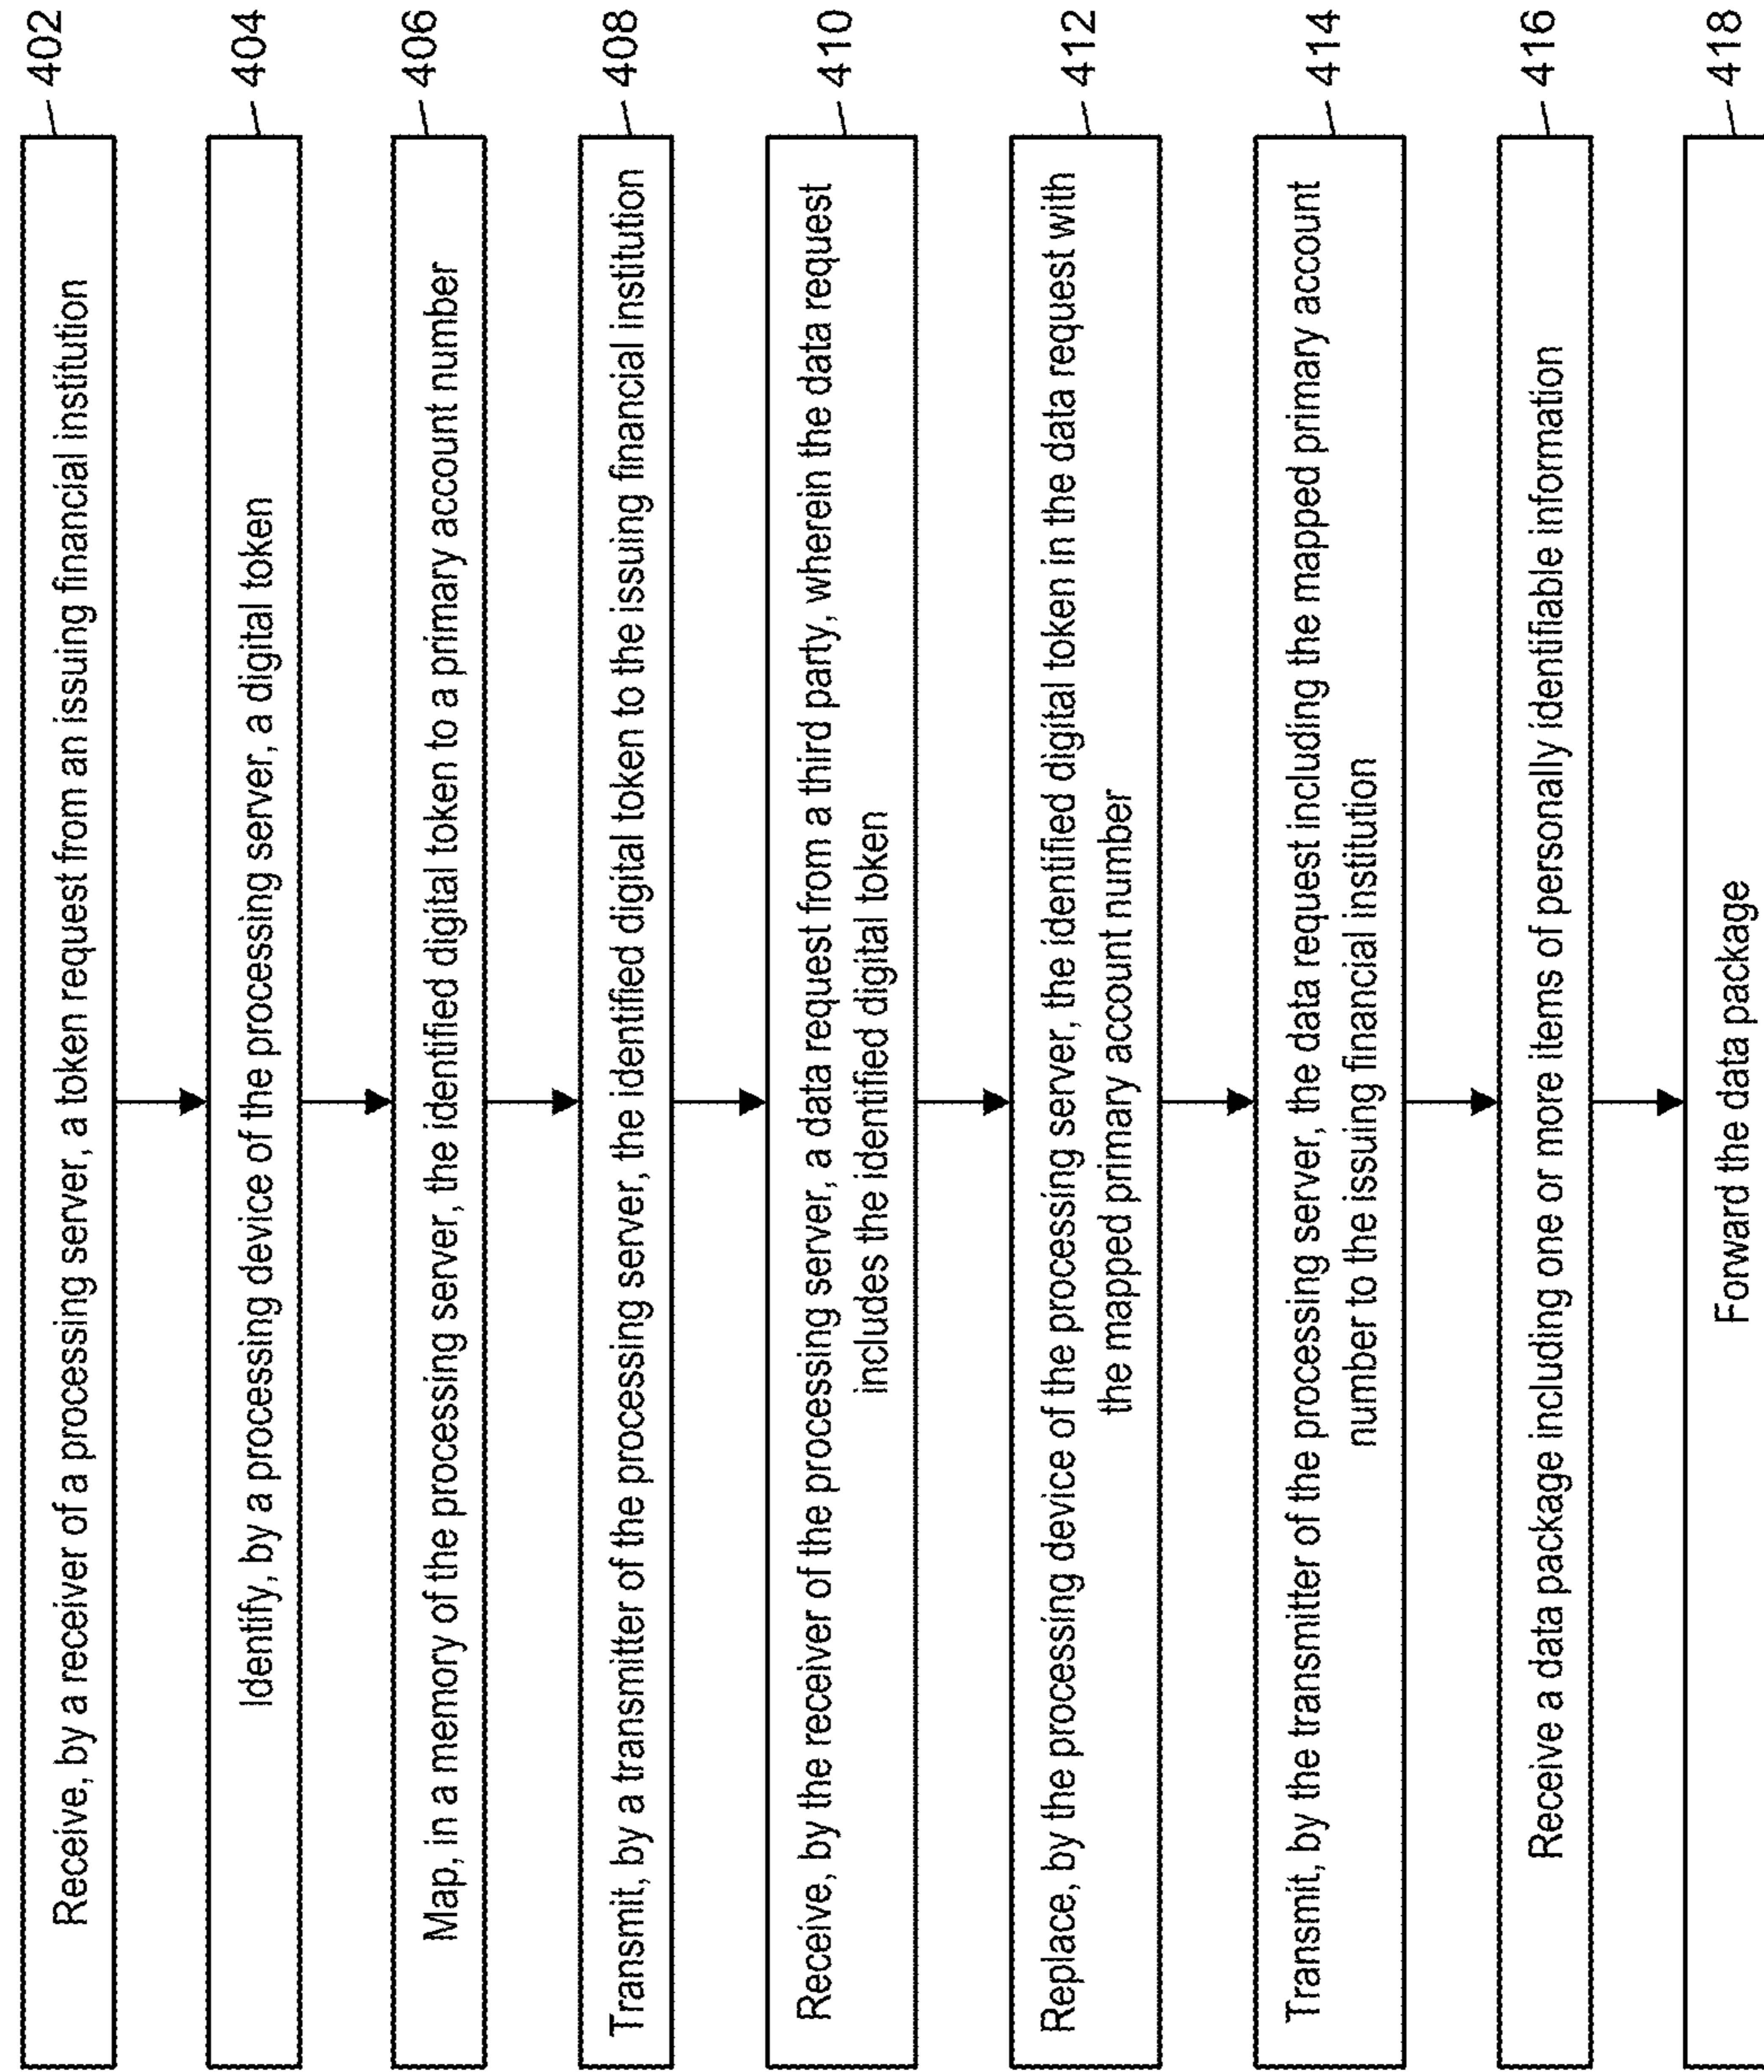 Receive, by a receiver of a processing server, a token request from an issuing financial institution
402
Identify, by a processing device of the processing server, a digital token
404
Map, in a memory of the processing server, the identified digital token to a primary account number
406
Transmit, by a transmitter of the processing server, the identified digital token to the issuing financial institution
408
Receive, by the receiver of the processing server, a data request from a third party, wherein the data request
includes the identified digital token
410
Replace, by the processing device of the processing server, the identified digital token in the data request with
the mapped primary account number
412
Transmit, by the transmitter of the processing server, the data request including the mapped primary account
number to the issuing financial institution
414
Receive a data package including one or more items of personally identifiable information
416
Forward the data package
418